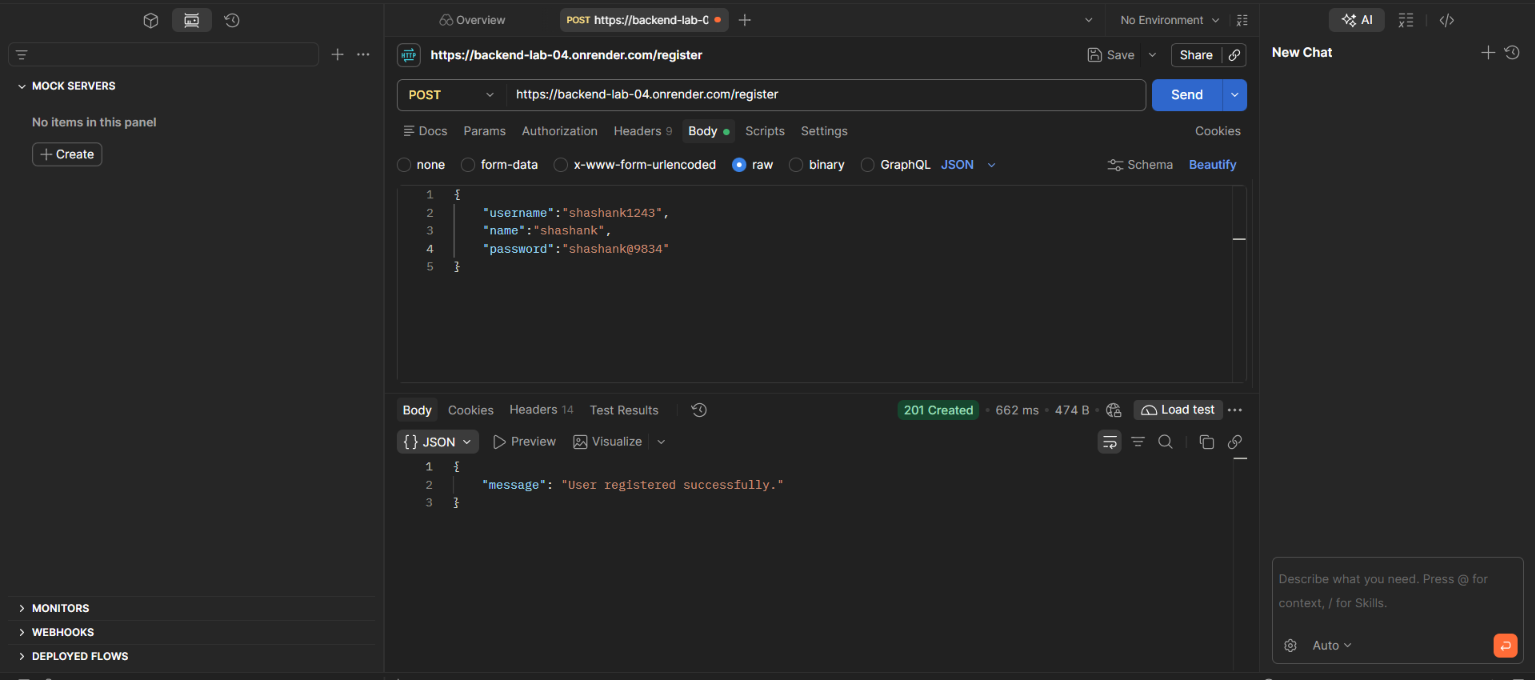 Overview
POST https://backend-lab-0
No Environment
AI
https://backend-lab-04.onrender.com/register
Save
Share
New Chat
MOCK SERVERS
No items in this panel
Create
POST
https://backend-lab-04.onrender.com/register
Send
Docs Params Authorization Headers 9 Body Scripts Settings Cookies
none form-data x-www-form-urlencoded raw binary GraphQL JSON Schema Beautify
1 {
2 "username":"shashank1243",
3 "name":"shashank",
4 "password":"shashank@9834"
5 }
Body Cookies Headers 14 Test Results 201 Created 662 ms 474 B Load test
{} JSON Preview Visualize
1 {
2 "message": "User registered successfully."
3 }
MONITORS
WEBHOOKS
DEPLOYED FLOWS
Describe what you need. Press @ for
context, / for Skills.
Auto